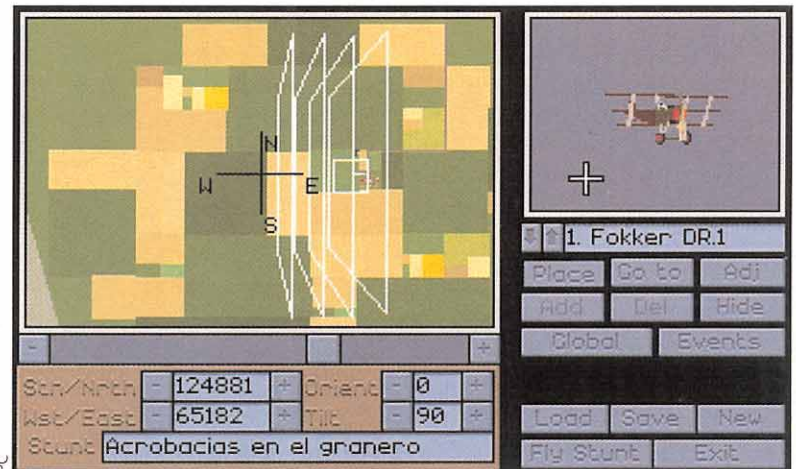 N
W E
S
1. Fokker DR.1
Place Go to Adj
Add Del Hide
Global Events
- +
Sth/Nrth - 124881 + Orient - 0 +
Wst/East - 65182 + Tilt - 90 +
Stunt Acrobacias en el granero
Load Save New
Fly Stunt Exit